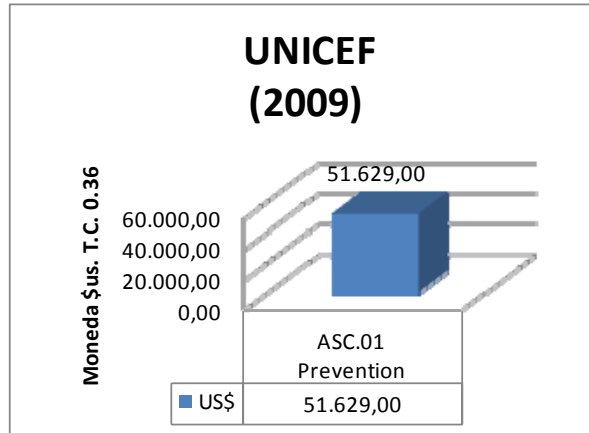 UNICEF
(2009)
Moneda $us. T.C. 0.36
51.629,00
60.000,00
40.000,00
20.000,00
0,00
ASC.01
Prevention
US$ 51.629,00